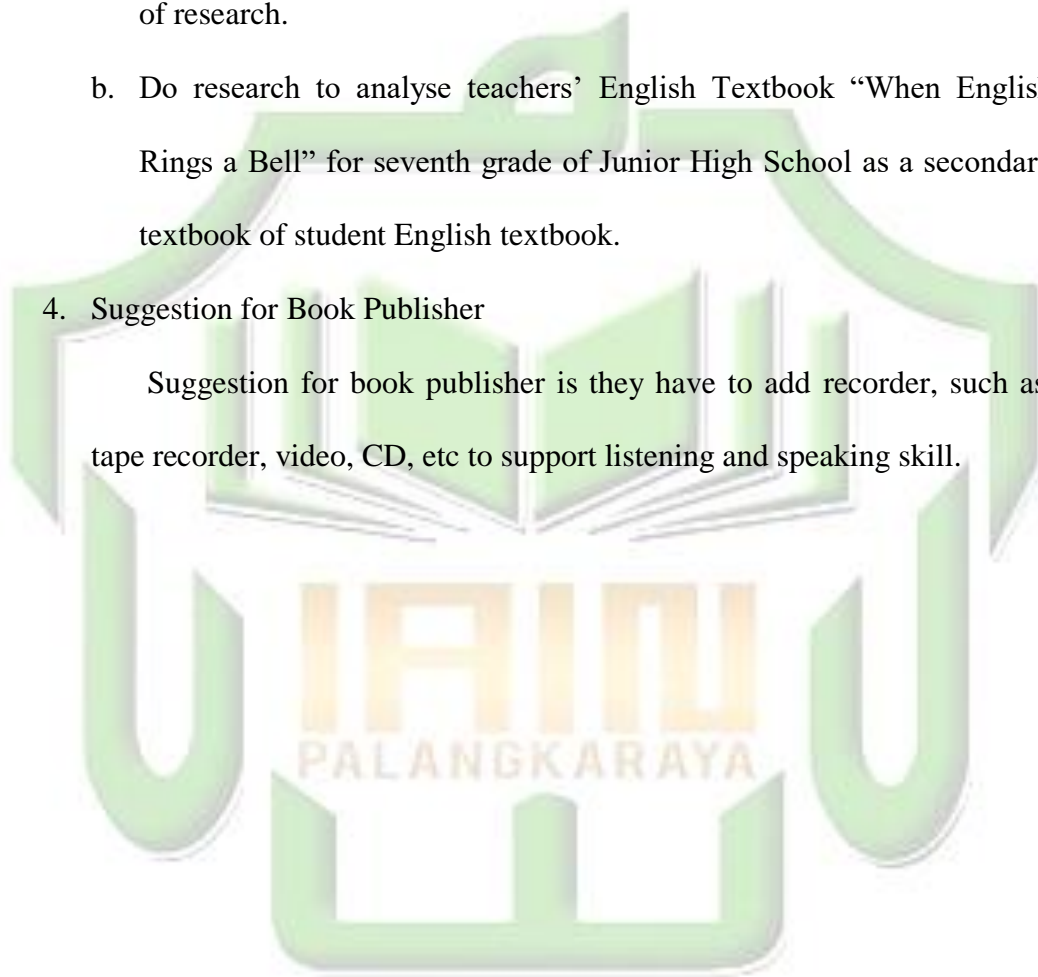 of research.
b. Do research to analyse teachers’ English Textbook “When Englis
Rings a Bell” for seventh grade of Junior High School as a secondar
textbook of student English textbook.
4. Suggestion for Book Publisher
Suggestion for book publisher is they have to add recorder, such as
tape recorder, video, CD, etc to support listening and speaking skill.
IAIN
PALANGKARAYA